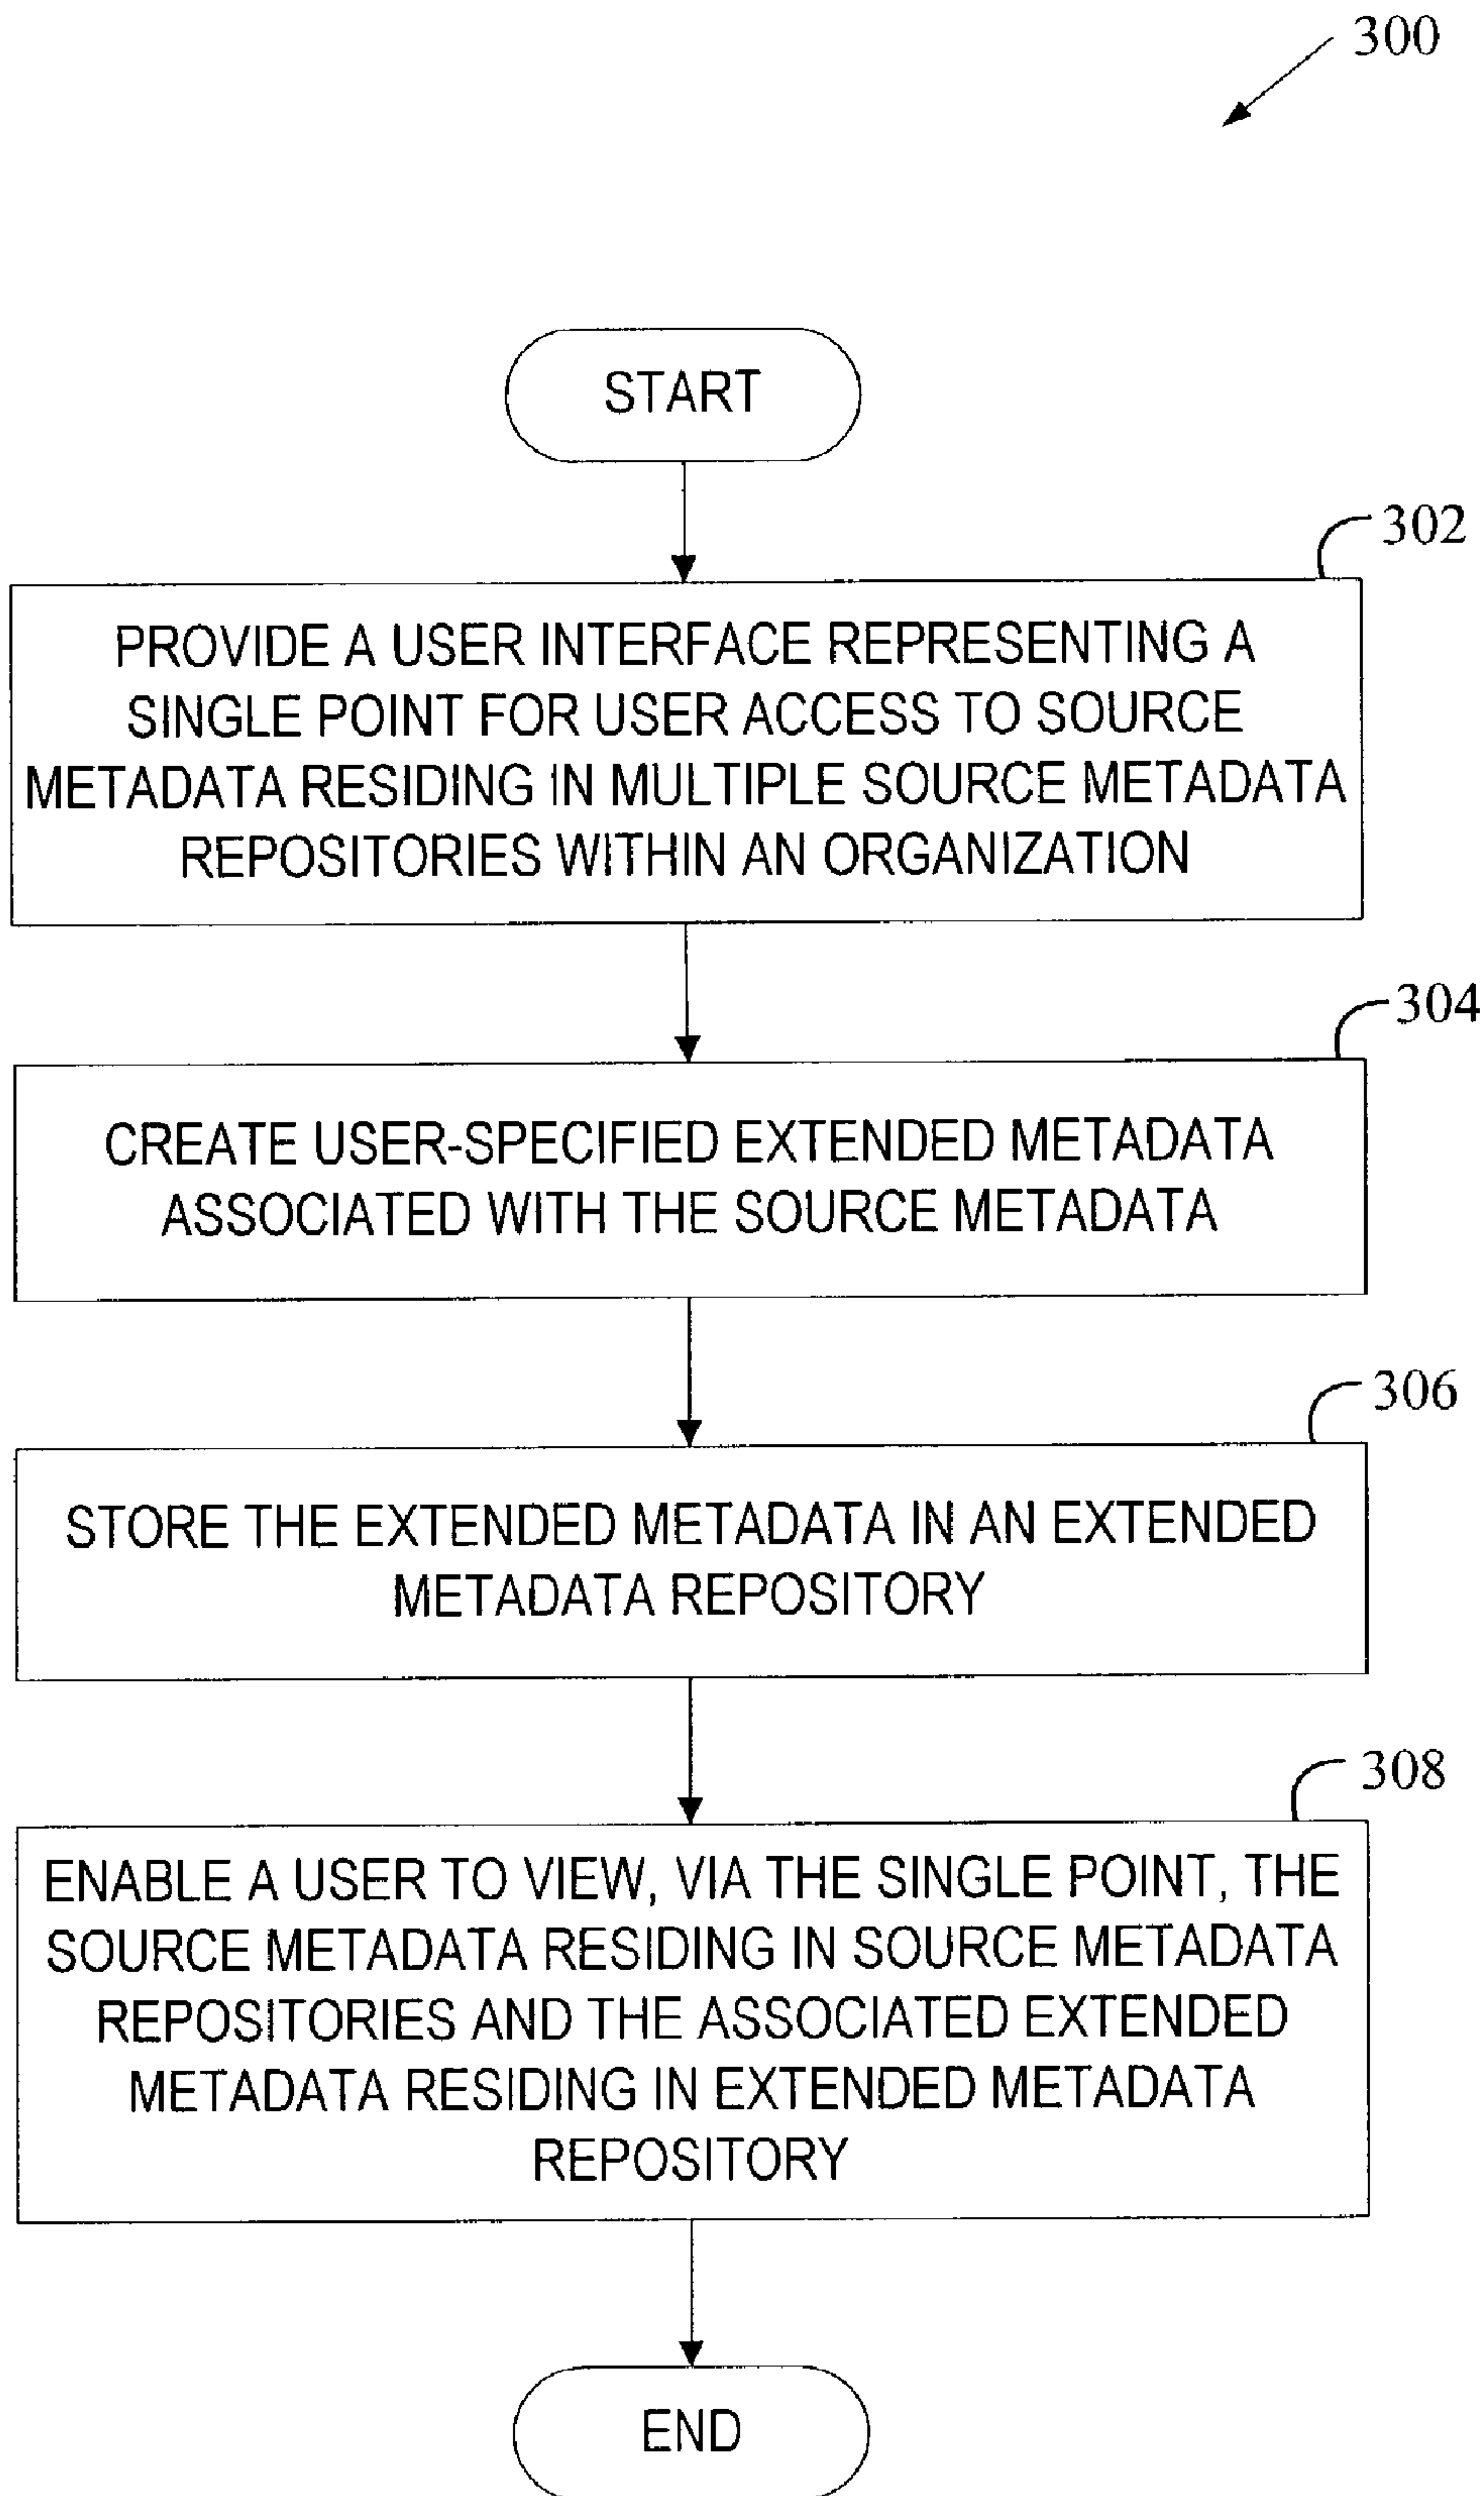 300
START
302
PROVIDE A USER INTERFACE REPRESENTING A
SINGLE POINT FOR USER ACCESS TO SOURCE
METADATA RESIDING IN MULTIPLE SOURCE METADATA
REPOSITORIES WITHIN AN ORGANIZATION
304
CREATE USER-SPECIFIED EXTENDED METADATA
ASSOCIATED WITH THE SOURCE METADATA
306
STORE THE EXTENDED METADATA IN AN EXTENDED
METADATA REPOSITORY
308
ENABLE A USER TO VIEW, VIA THE SINGLE POINT, THE
SOURCE METADATA RESIDING IN SOURCE METADATA
REPOSITORIES AND THE ASSOCIATED EXTENDED
METADATA RESIDING IN EXTENDED METADATA
REPOSITORY
END